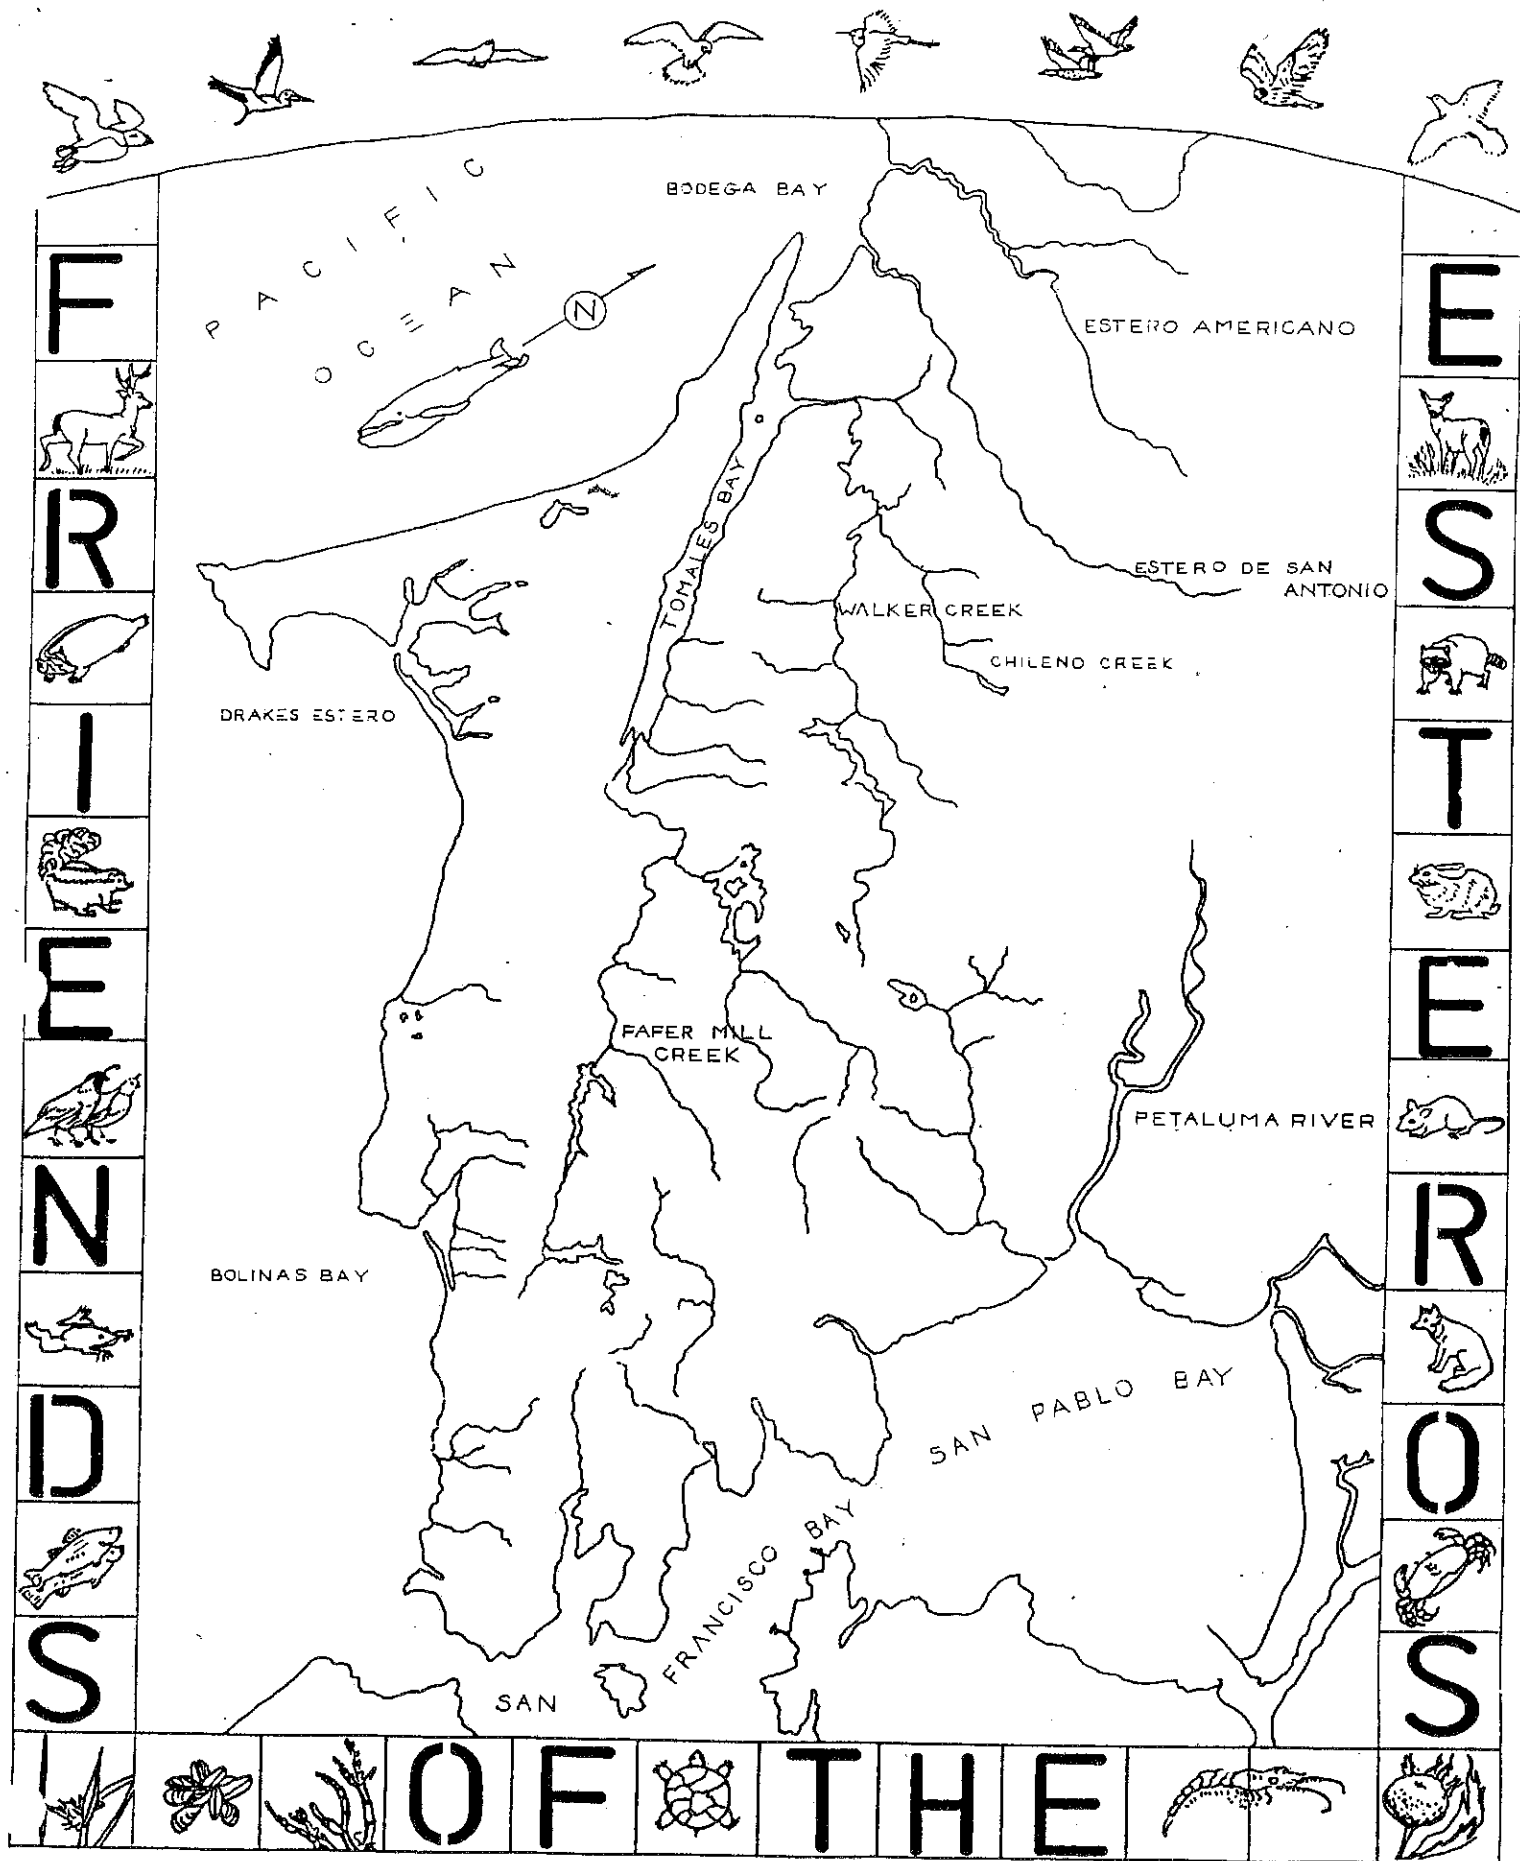 FRIENDS
OF THE
ESTEROS
PACIFIC
OCEAN
N
BODEGA BAY
ESTERO AMERICANO
TOMALES BAY
ESTERO DE SAN
ANTONIO
WALKER CREEK
CHILENO CREEK
DRAKES ESTERO
PAPER MILL
CREEK
PETALUMA RIVER
BOLINAS BAY
SAN PABLO BAY
SAN FRANCISCO BAY